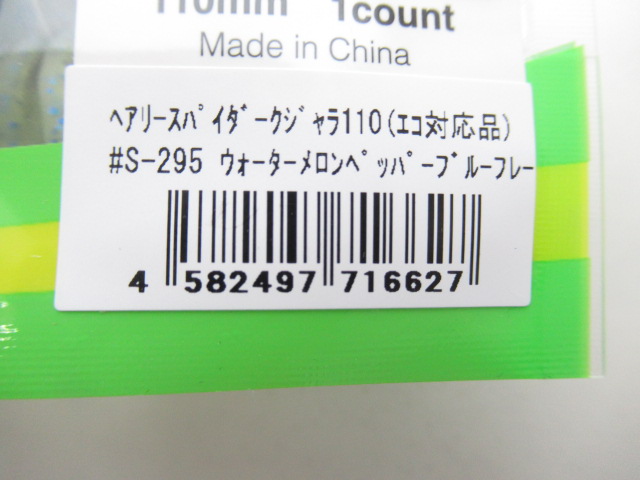 110mm 1count
Made in China
ﾍｱﾘｰｽﾊﾟｲﾀﾞｰｸｼﾞｬﾗ110(ｴｺ対応品)
#S-295 ｳｫｰﾀｰﾒﾛﾝﾍﾟｯﾊﾟｰﾌﾞﾙｰﾌﾚｰ
4 582497 716627